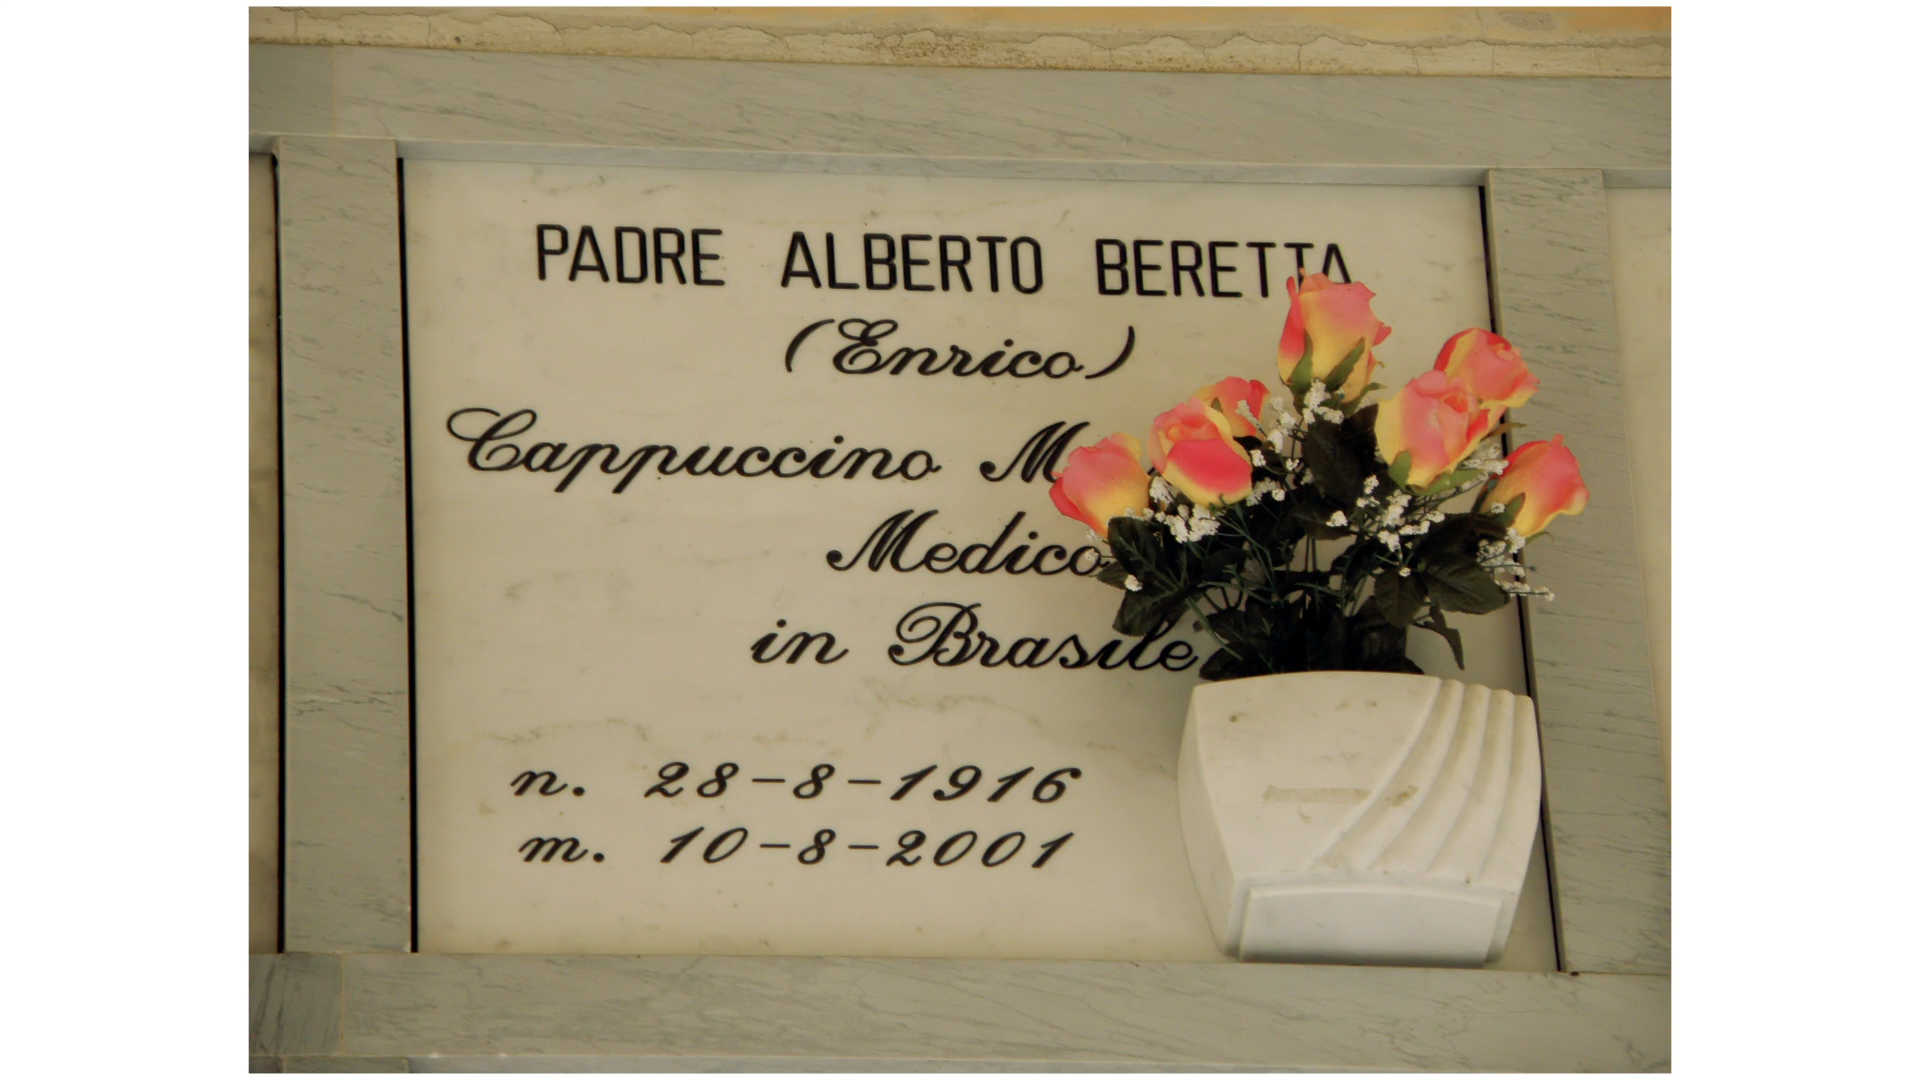 PADRE ALBERTO BERETTA
(Enrico)
Cappuccino
Medico
in Brasile
n. 28-8-1916
m. 10-8-2001